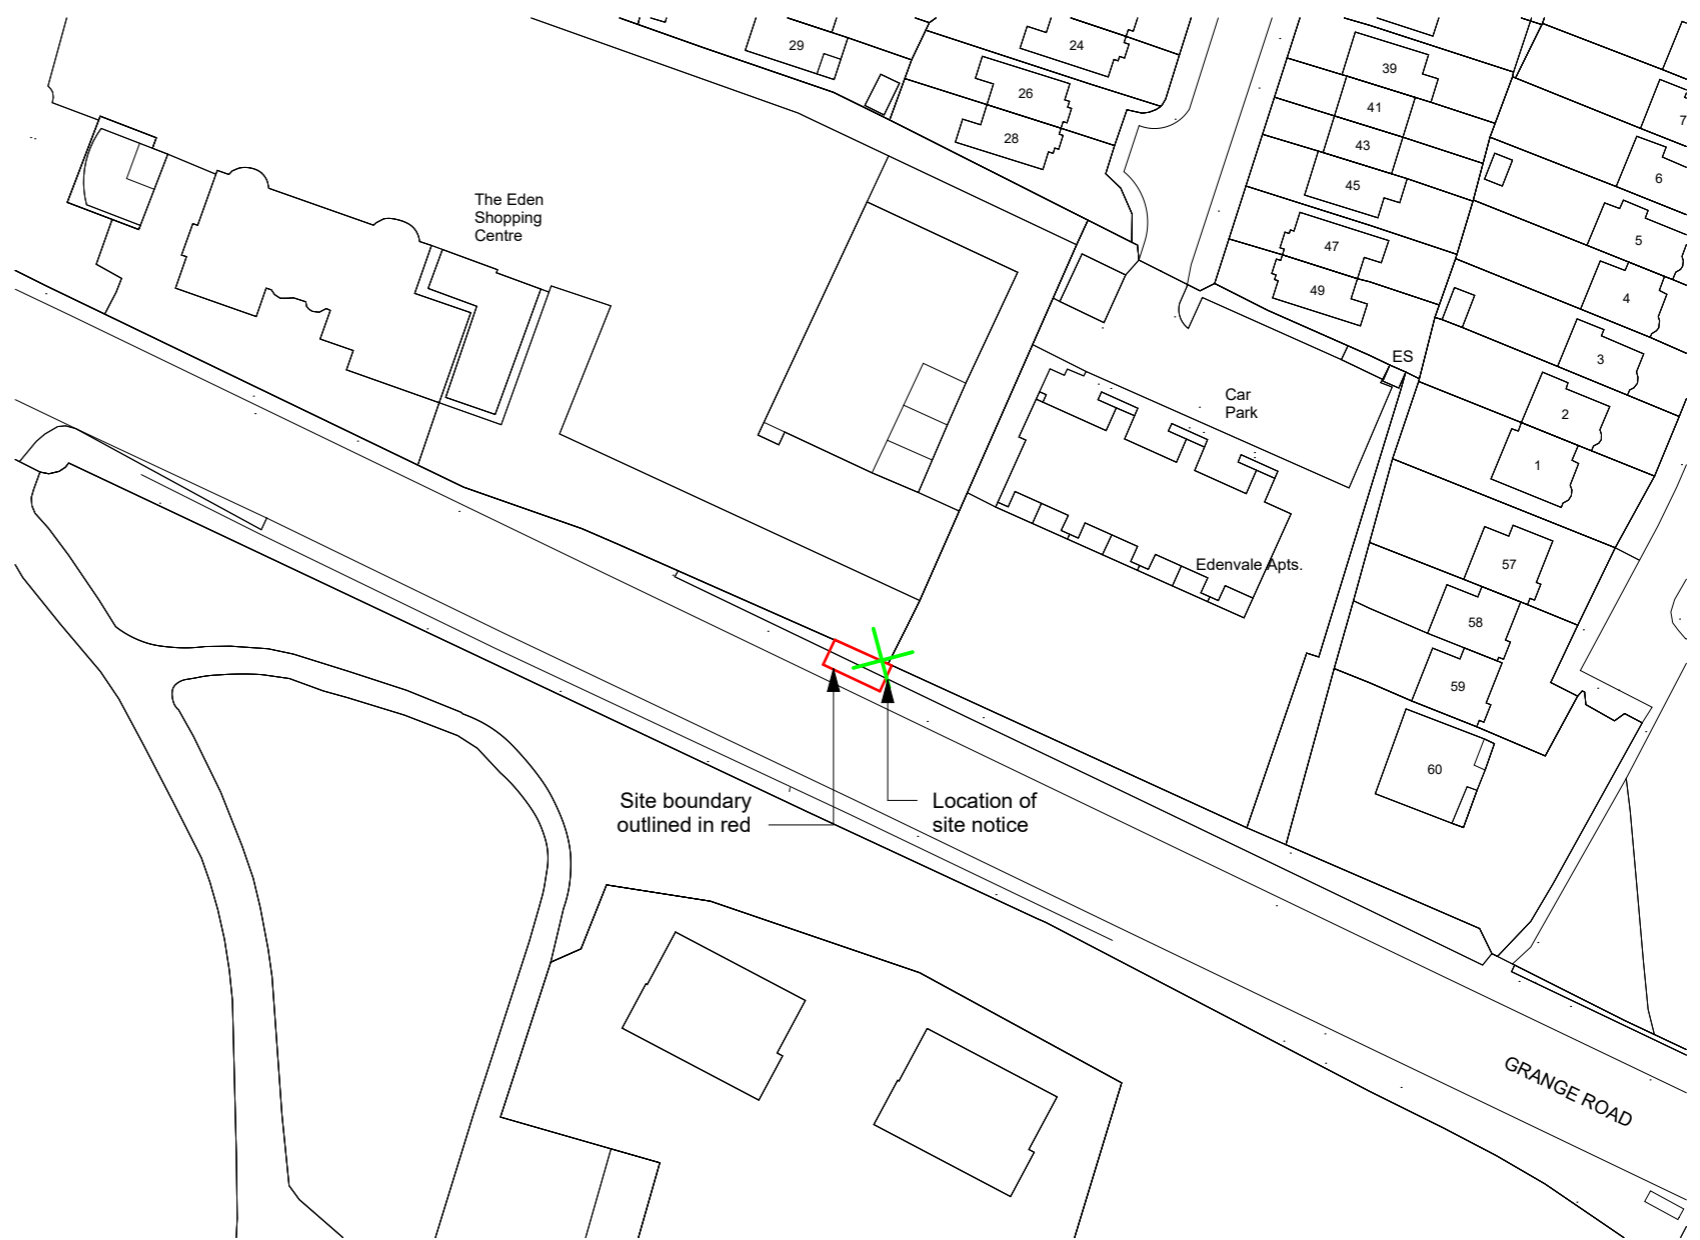 29
24
26
28
39
41
43
45
47
49
7
6
5
4
3
2
1
The Eden
Shopping
Centre
ES
Car
Park
Edenvale Apts.
57
58
59
60
Site boundary
outlined in red
Location of
site notice
GRANGE ROAD